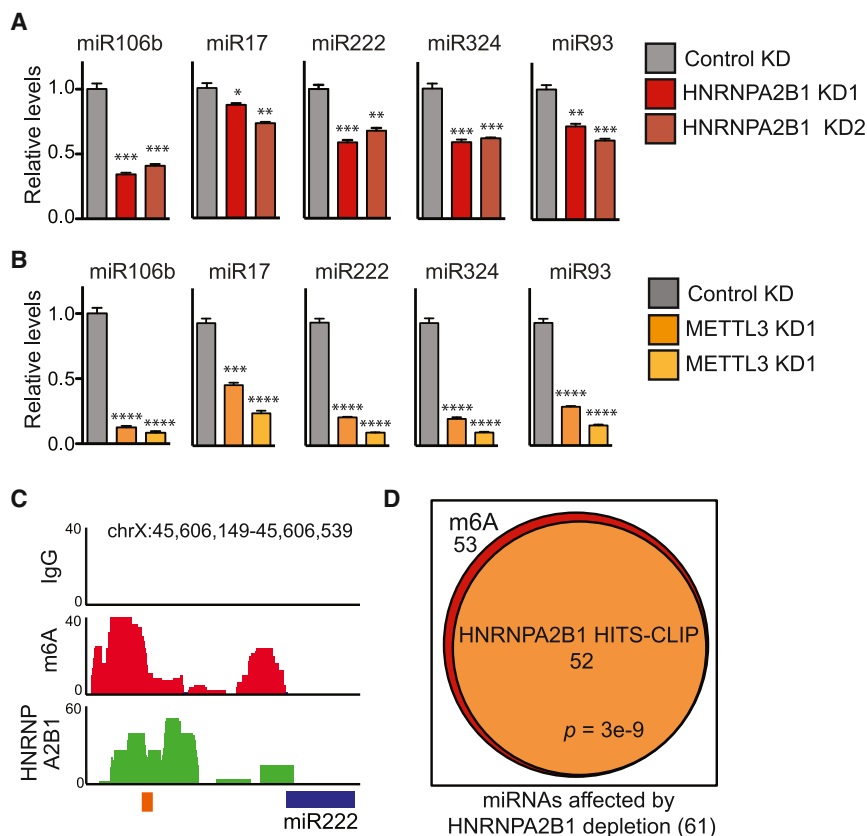 A
miR106b miR17 miR222 miR324 miR93
Relative levels
1.0
0.5
0.0
*** ***
* **
*** **
*** ***
** ***
Control KD
HNRNPA2B1 KD1
HNRNPA2B1 KD2
B
miR106b miR17 miR222 miR324 miR93
Relative levels
1.0
0.5
0.0
**** ****
*** ****
**** ****
**** ****
**** ****
Control KD
METTL3 KD1
METTL3 KD1
C
chrX:45,606,149-45,606,539
IgG
40
0
m6A
40
0
HNRNP
A2B1
60
0
miR222
D
m6A
53
HNRNPA2B1 HITS-CLIP
52
p = 3e-9
miRNAs affected by
HNRNPA2B1 depletion (61)